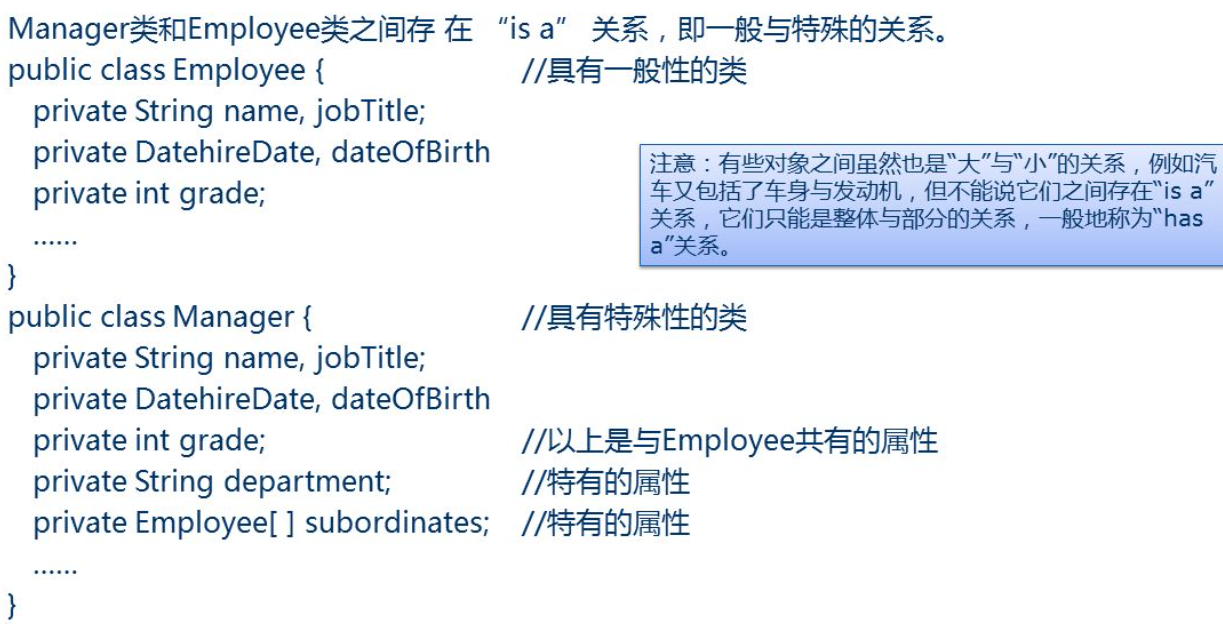 Manager类和Employee类之间存 在 “is a” 关系，即一般与特殊的关系。
public class Employee { //具有一般性的类
private String name, jobTitle;
private DatehireDate, dateOfBirth
private int grade;
……
}
注意：有些对象之间虽然也是“大”与“小”的关系，例如汽
车又包括了车身与发动机，但不能说它们之间存在“is a”
关系，它们只能是整体与部分的关系，一般地称为“has
a”关系。
public class Manager { //具有特殊性的类
private String name, jobTitle;
private DatehireDate, dateOfBirth
private int grade; //以上是与Employee共有的属性
private String department; //特有的属性
private Employee[ ] subordinates; //特有的属性
……
}